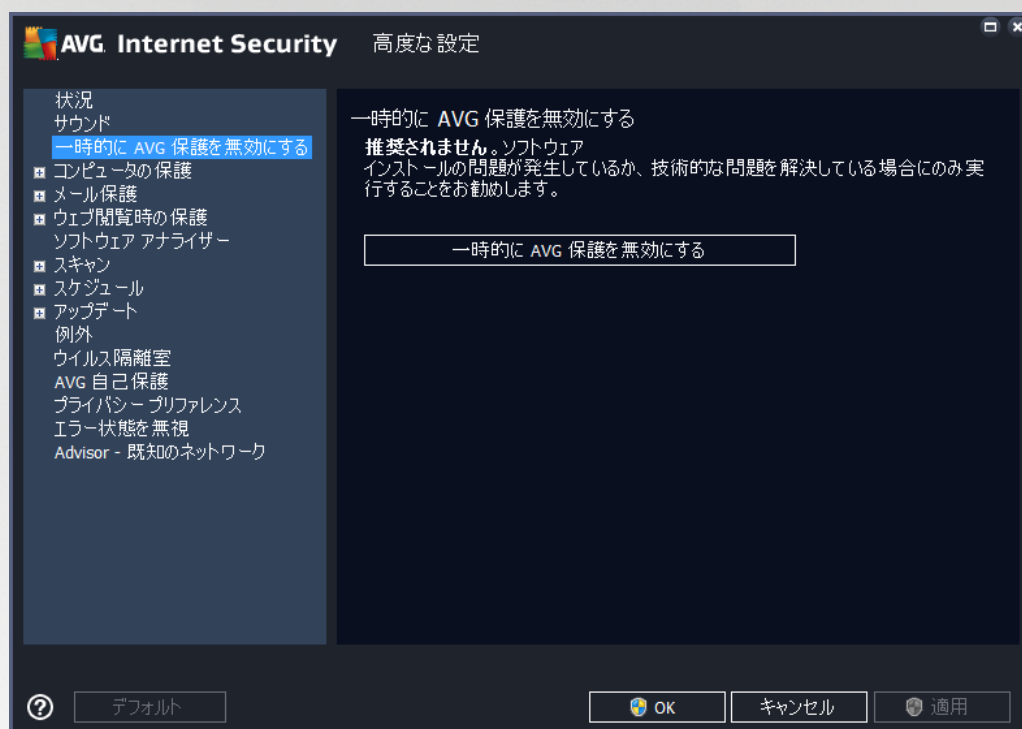 AVG. Internet Security 高度な設定
状況
サウンド
一時的に AVG 保護を無効にする
コンピュータの保護
メール保護
ウェブ閲覧時の保護
ソフトウェア アナライザー
スキャン
スケジュール
アップデート
例外
ウイルス隔離室
AVG 自己保護
プライバシー プリファレンス
エラー状態を無視
Advisor - 既知のネットワーク
一時的に AVG 保護を無効にする
推奨されません。ソフトウェア
インストールの問題が発生しているか、技術的な問題を解決している場合にのみ実
行することをお勧めします。
一時的に AVG 保護を無効にする
デフォルト
OK
キャンセル
適用